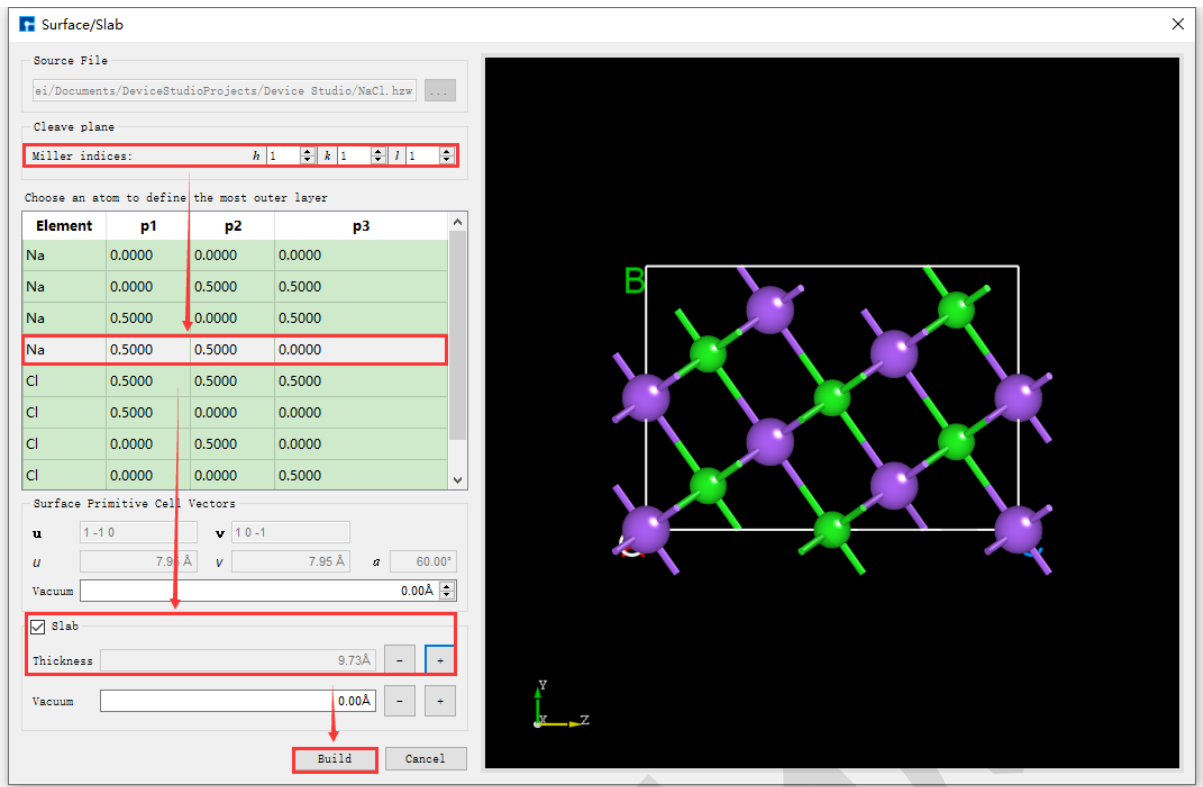 Surface/Slab
Source File
'ei/Documents/DeviceStudioProjects/Device Studio/NaCl.hzw ...
Cleave plane
Miller indices: h 1 k 1 l 1
Choose an atom to define the most outer layer
Element p1 p2 p3
Na 0.0000 0.0000 0.0000
Na 0.0000 0.5000 0.5000
Na 0.5000 0.0000 0.5000
Na 0.5000 0.5000 0.0000
Cl 0.5000 0.5000 0.5000
Cl 0.5000 0.0000 0.0000
Cl 0.0000 0.5000 0.0000
Cl 0.0000 0.0000 0.5000
Surface Primitive Cell Vectors
u 1 -1 0 v 1 0 -1
u 7.95 Å v 7.95 Å α 60.00°
Vacuum 0.00Å
Slab
Thickness 9.73Å - +
Vacuum 0.00Å - +
Build Cancel
B
Y
X Z